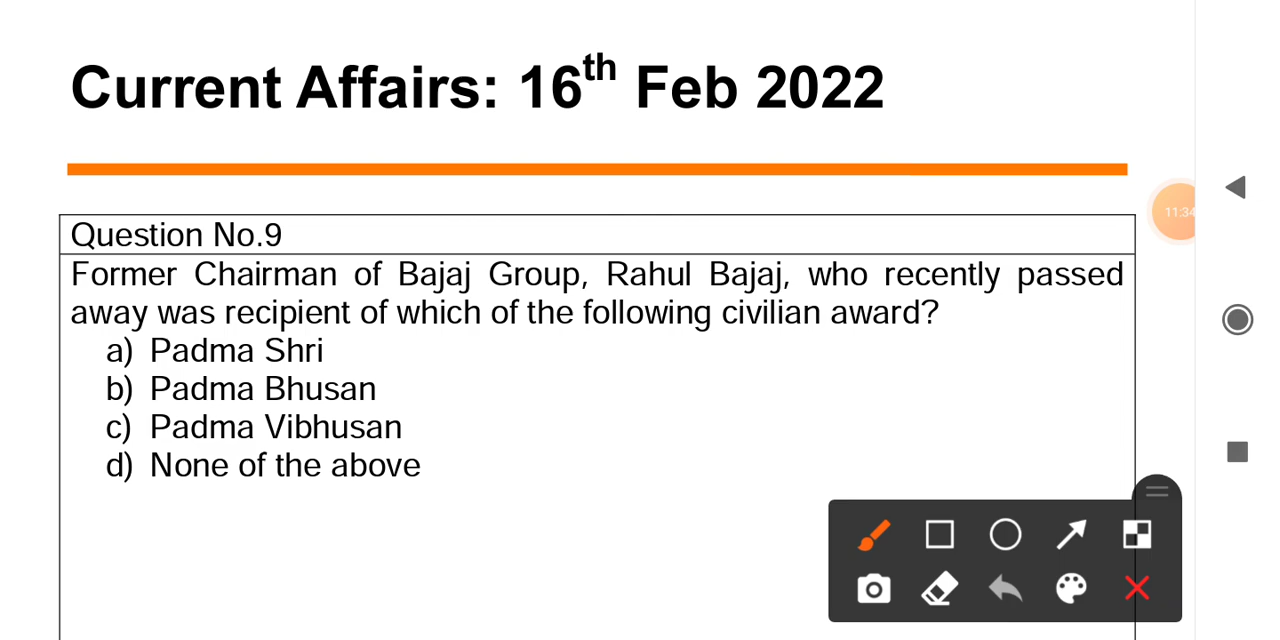 Current Affairs: 16th Feb 2022
11:34
Question No.9
Former Chairman of Bajaj Group, Rahul Bajaj, who recently passed
away was recipient of which of the following civilian award?
a) Padma Shri
b) Padma Bhusan
c) Padma Vibhusan
d) None of the above